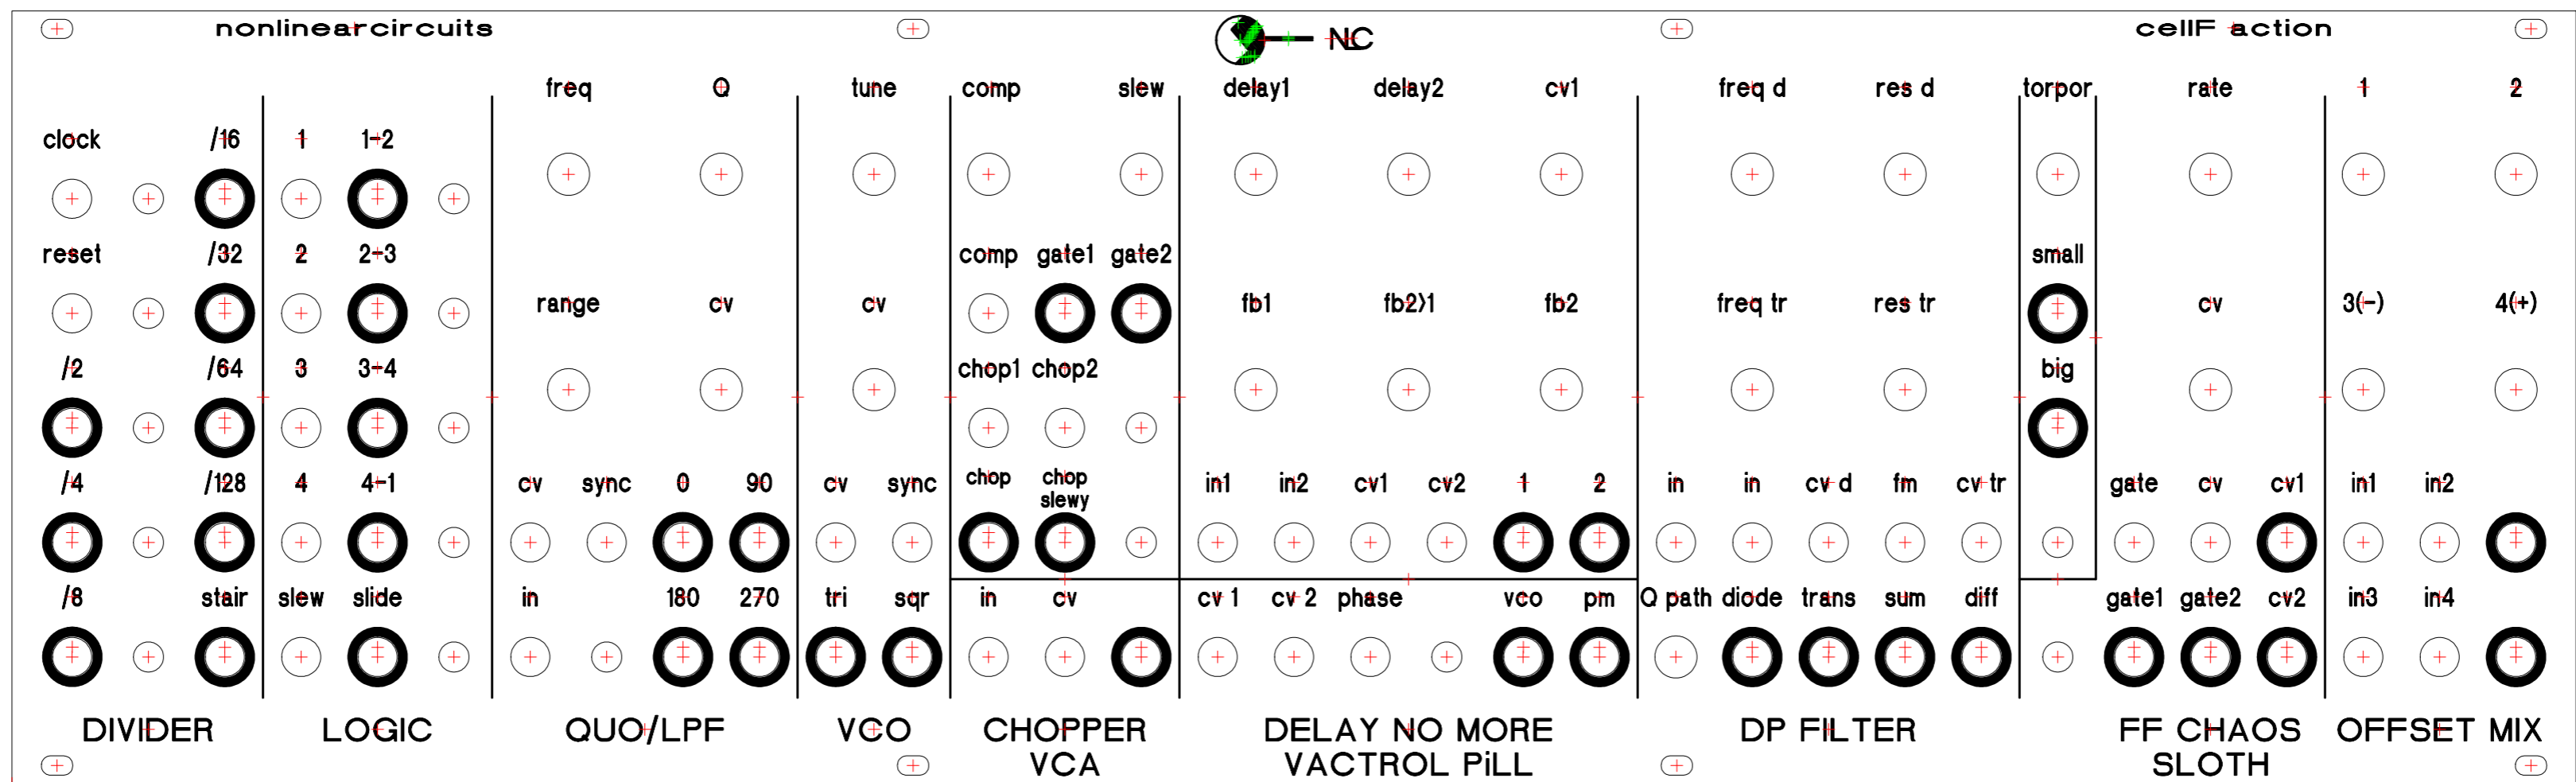 nonlinearcircuits NLC cellF action
freq Q tune comp slew delay1 delay2 cv1 freq d res d torpor rate 1 2
clock /16 1 1-2
reset /32 2 2-3 comp gate1 gate2 small
range cv cv fb1 fb2>1 fb2 freq tr res tr cv 3(-) 4(+)
/2 /64 3 3-4 chop1 chop2 big
/4 /128 4 4-1 cv sync 0 90 cv sync chop chop in1 in2 cv1 cv2 1 2 in in cv d fm cv tr gate cv cv1 in1 in2
slewy
/8 stair slew slide in 180 270 tri sqr in cv cv 1 cv 2 phase vco pm Q path diode trans sum diff gate1 gate2 cv2 in3 in4
DIVIDER LOGIC QUO/LPF VCO CHOPPER DELAY NO MORE DP FILTER FF CHAOS OFFSET MIX
VCA VACTROL PiLL SLOTH